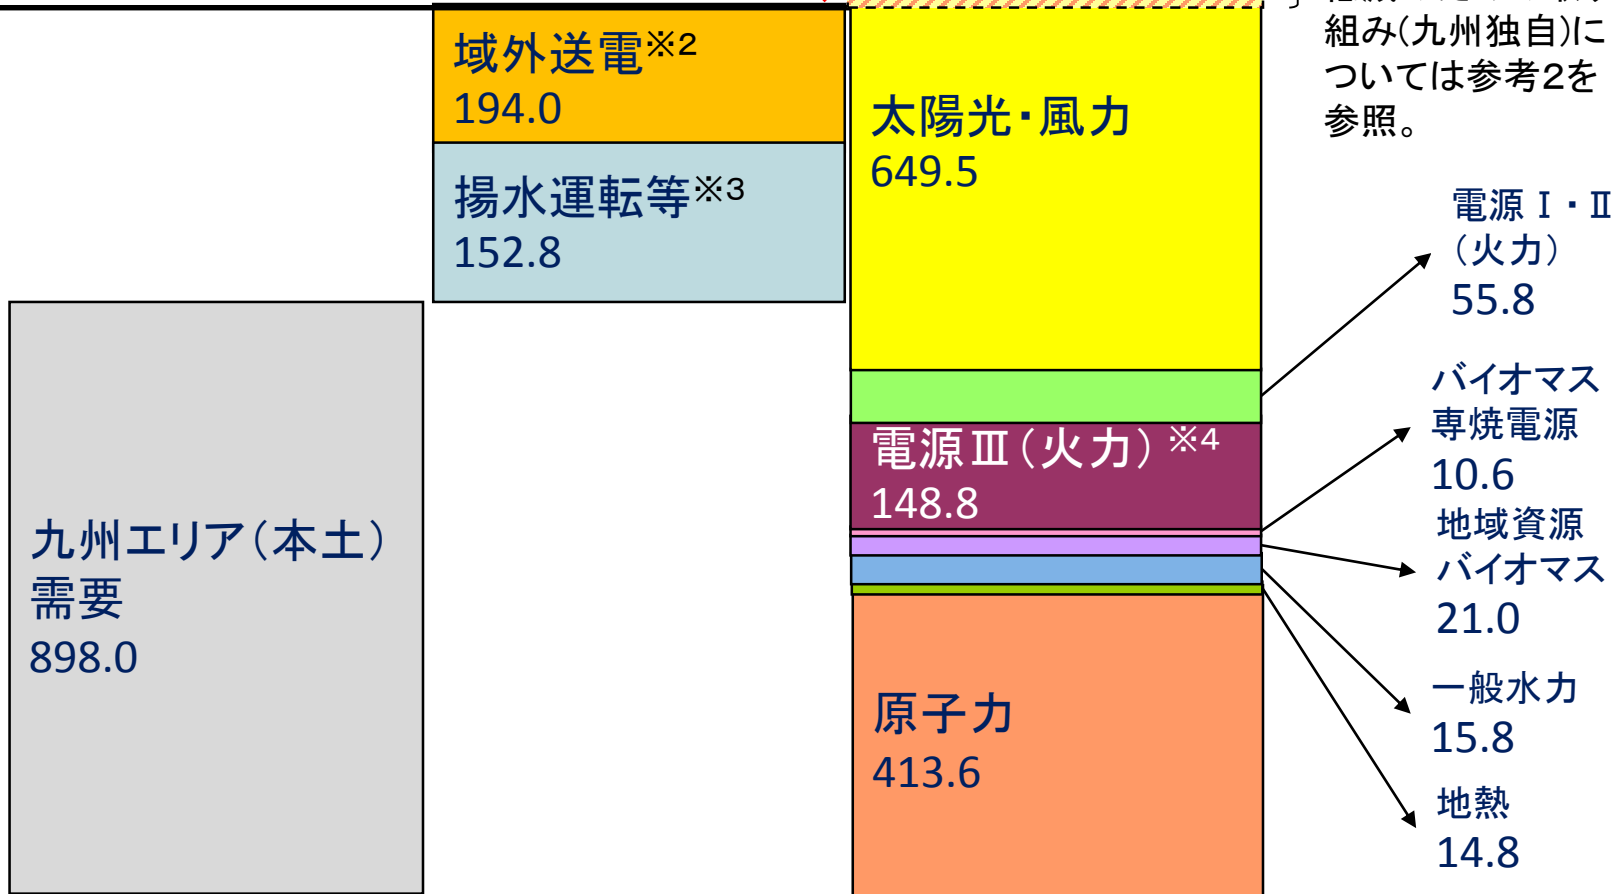 組み(九州独自)に
ついては参考2を
参照。
域外送電※2
194.0
揚水運転等※3
152.8
九州エリア(本土)
需要
898.0
太陽光・風力
649.5
電源Ⅲ(火力)※4
148.8
原子力
413.6
電源Ⅰ・Ⅱ
(火力)
55.8
バイオマス
専焼電源
10.6
地域資源
バイオマス
21.0
一般水力
15.8
地熱
14.8